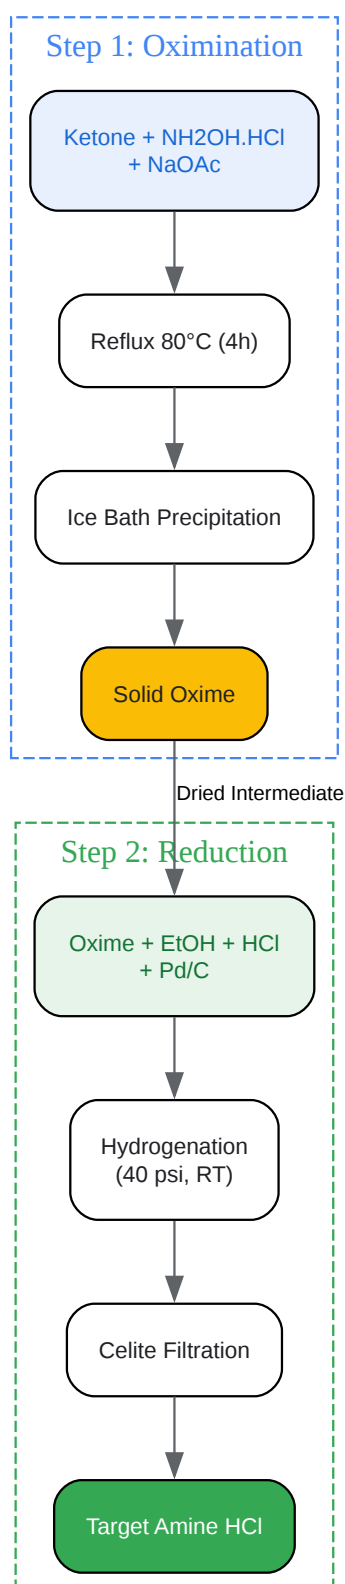 Step 1: Oximination
Ketone + NH2OH.HCl
+ NaOAc
Reflux 80°C (4h)
Ice Bath Precipitation
Solid Oxime
Dried Intermediate
Step 2: Reduction
Oxime + EtOH + HCl
+ Pd/C
Hydrogenation
(40 psi, RT)
Celite Filtration
Target Amine HCl